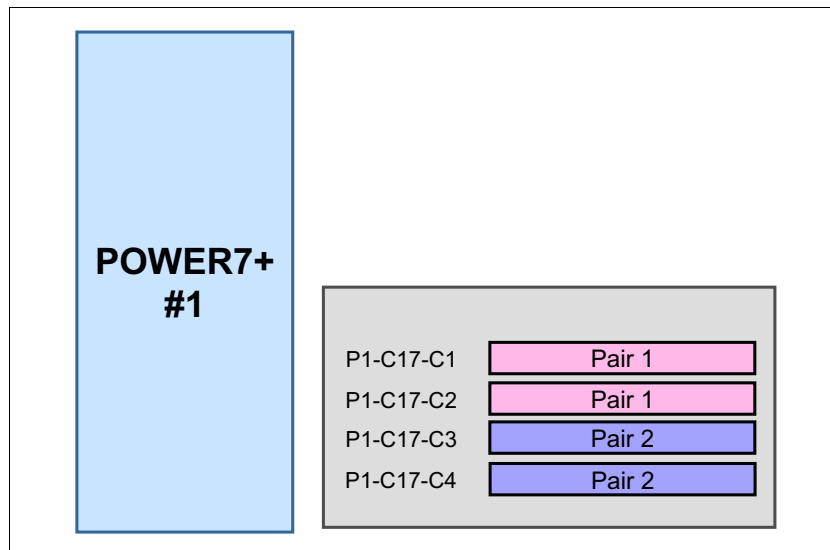 POWER7+
#1
P1-C17-C1 Pair 1
P1-C17-C2 Pair 1
P1-C17-C3 Pair 2
P1-C17-C4 Pair 2